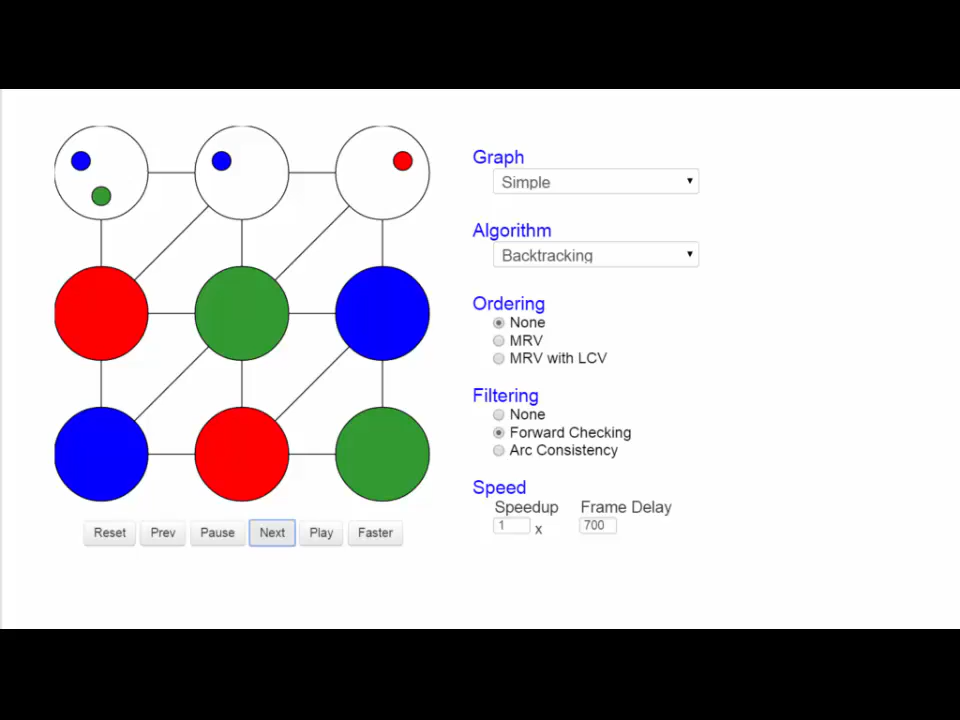 Graph
Simple
Algorithm
Backtracking
Ordering
None
MRV
MRV with LCV
Filtering
None
Forward Checking
Arc Consistency
Speed
Speedup Frame Delay
1 x 700
Reset Prev Pause Next Play Faster